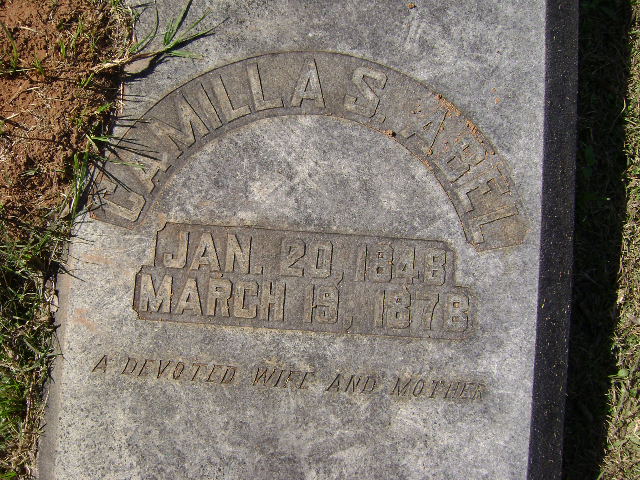 CAMILLA S. ABEL
JAN. 20, 1848
MARCH 19, 1878
A DEVOTED WIFE AND MOTHER